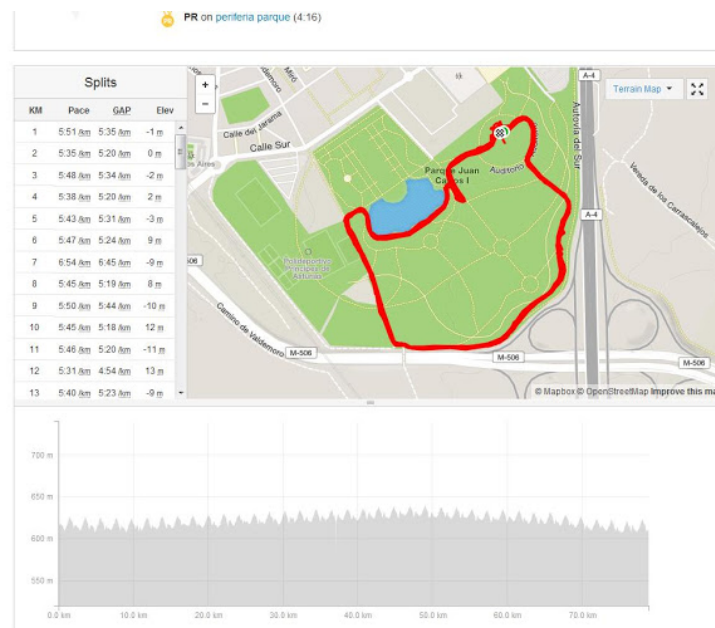 PR on periferia parque (4:16)
Splits
KM Pace GAP Elev
1 5:51 /km 5:35 /km -1 m
2 5:35 /km 5:20 /km 0 m
3 5:48 /km 5:34 /km -2 m
4 5:38 /km 5:20 /km 2 m
5 5:43 /km 5:31 /km -3 m
6 5:47 /km 5:24 /km 9 m
7 6:54 /km 6:45 /km -9 m
8 5:45 /km 5:19 /km 8 m
9 5:50 /km 5:44 /km -10 m
10 5:45 /km 5:18 /km 12 m
11 5:46 /km 5:20 /km -11 m
12 5:31 /km 4:54 /km 13 m
13 5:40 /km 5:23 /km -9 m
+
−
Terrain Map
A-4
Miró
Calle del Jarama
Calle Sur
Aires
Autovía del Sur
Parque Juan
Carlos I
Auditorio
Vereda de los Carrascalejos
A-4
Polideportivo
Príncipes de
Asturias
506
Camino de Valdemoro
M-506
M-506
M-506
© Mapbox © OpenStreetMap Improve this ma
700 m
650 m
600 m
550 m
0.0 km 10.0 km 20.0 km 30.0 km 40.0 km 50.0 km 60.0 km 70.0 km